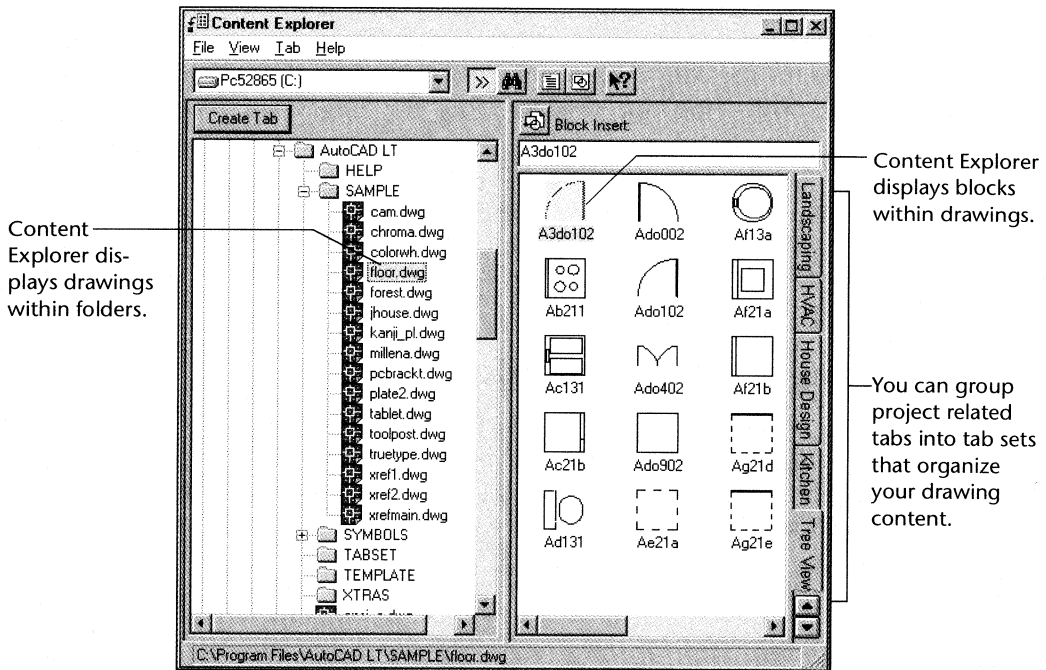 Content Explorer
File View Tab Help
Pc52865 (C:)
Create Tab
Block Insert:
A3do102
AutoCAD LT
HELP
SAMPLE
cam.dwg
chroma.dwg
colorwh.dwg
floor.dwg
forest.dwg
jhouse.dwg
kanji_pl.dwg
millena.dwg
pcbrackt.dwg
plate2.dwg
tablet.dwg
toolpost.dwg
truetype.dwg
xref1.dwg
xref2.dwg
xrefmain.dwg
SYMBOLS
TABSET
TEMPLATE
XTRAS
A3do102 Ado002 Af13a
Ab211 Ado102 Af21a
Ac131 Ado402 Af21b
Ac21b Ado902 Ag21d
Ad131 Ae21a Ag21e
Landscaping
HVAC
House Design
Kitchen
Tree View
C:\Program Files\AutoCAD LT\SAMPLE\floor.dwg
Content
Explorer dis-
plays drawings
within folders.
Content Explorer
displays blocks
within drawings.
You can group
project related
tabs into tab sets
that organize
your drawing
content.